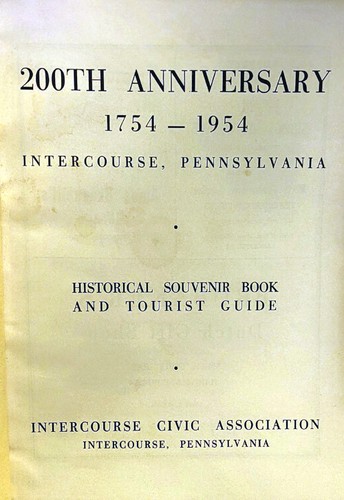 200TH ANNIVERSARY
1754 – 1954
INTERCOURSE, PENNSYLVANIA
HISTORICAL SOUVENIR BOOK
AND TOURIST GUIDE
INTERCOURSE CIVIC ASSOCIATION
INTERCOURSE, PENNSYLVANIA